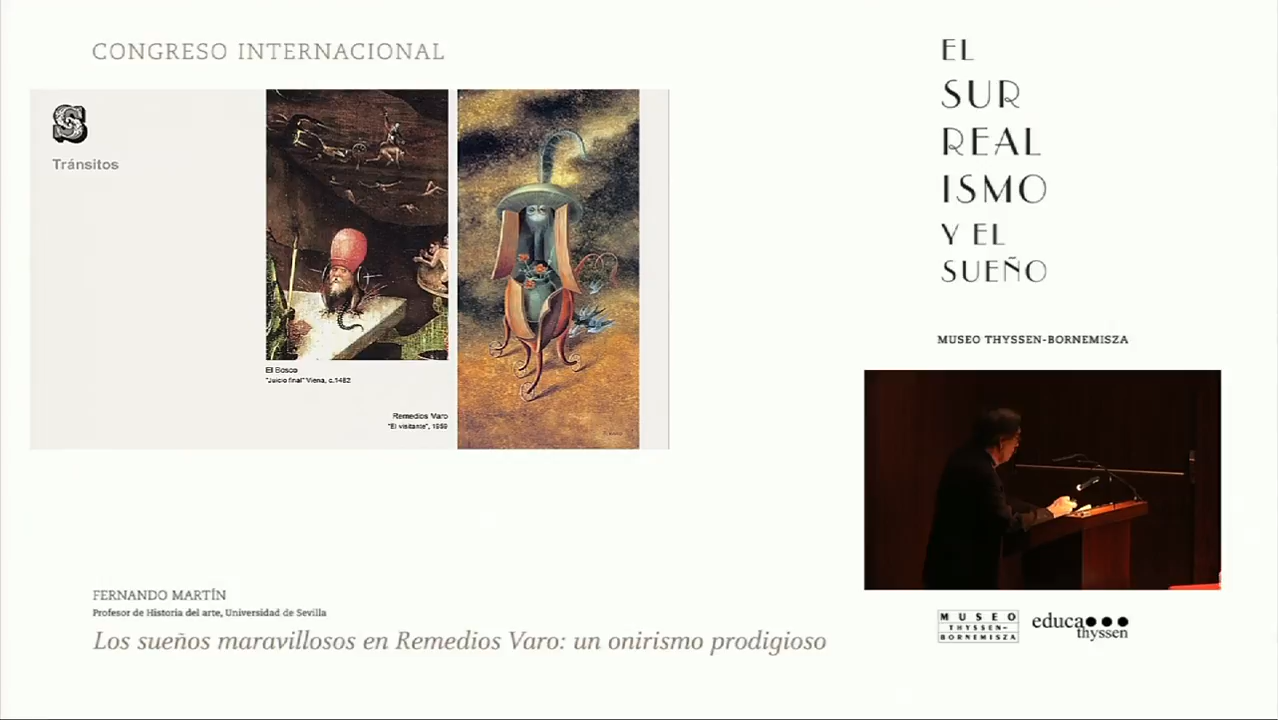 CONGRESO INTERNACIONAL
S
Tránsitos
El Bosco
"Juicio final" Viena, c.1482
Remedios Varo
"El visitante", 1959
EL
SUR
REAL
ISMO
Y EL
SUEÑO
MUSEO THYSSEN-BORNEMISZA
FERNANDO MARTÍN
Profesor de Historia del arte, Universidad de Sevilla
Los sueños maravillosos en Remedios Varo: un onirismo prodigioso
MUSEO
THYSSEN-
BORNEMISZA
educa
thyssen